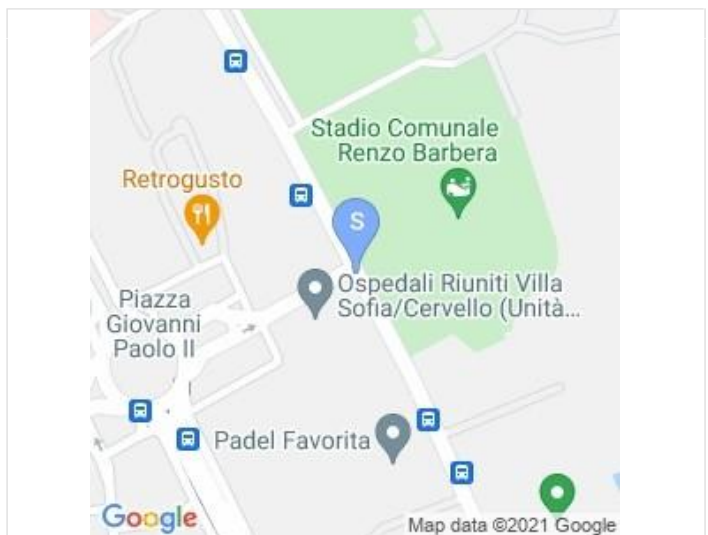 Stadio Comunale
Renzo Barbera
Retrogusto
S
Ospedali Riuniti Villa
Sofia/Cervello (Unità...
Piazza
Giovanni
Paolo II
Padel Favorita
Google
Map data ©2021 Google